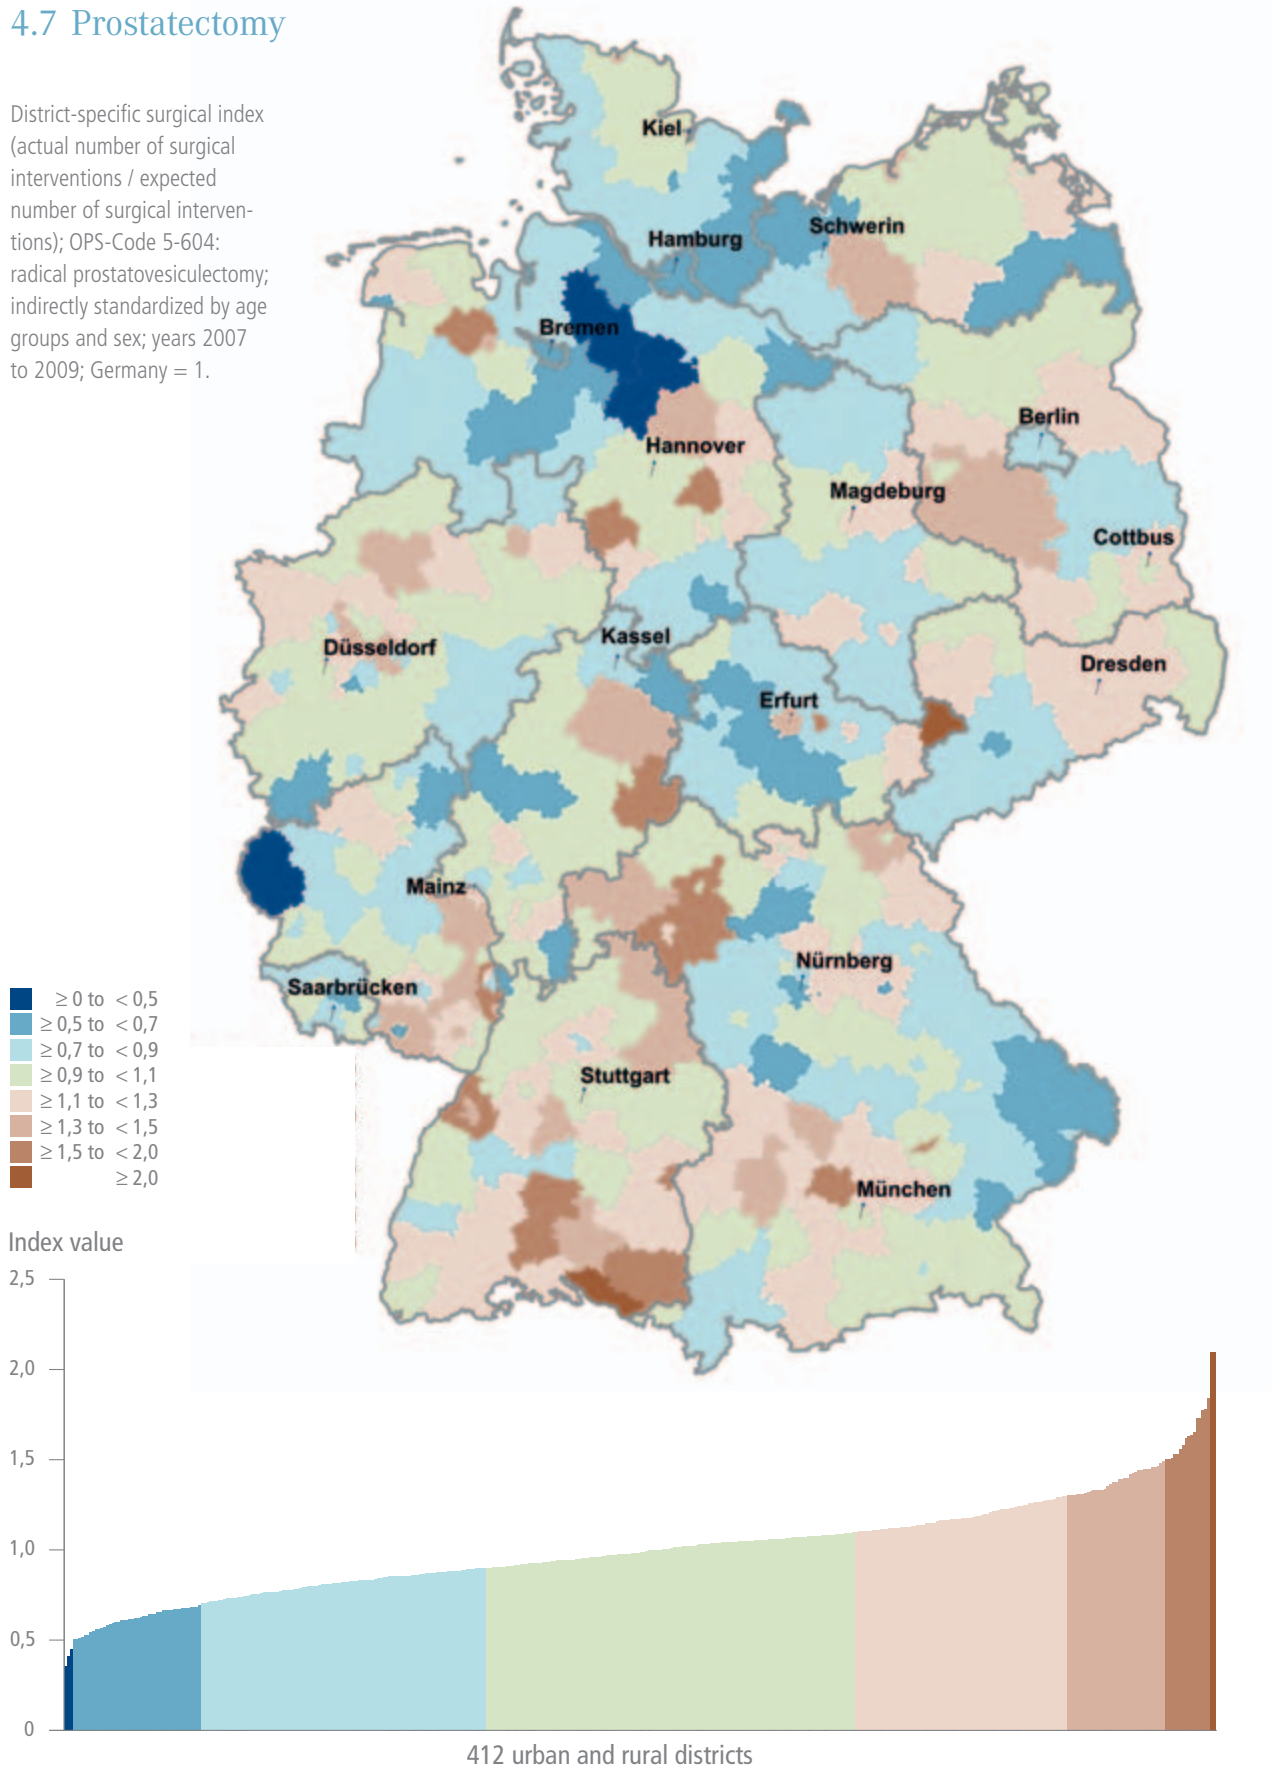 4.7 Prostatectomy
District-specific surgical index
(actual number of surgical
interventions / expected
number of surgical interven-
tions); OPS-Code 5-604:
radical prostatovesiculectomy;
indirectly standardized by age
groups and sex; years 2007
to 2009; Germany = 1.
Kiel
Schwerin
Hamburg
Bremen
Berlin
Hannover
Magdeburg
Cottbus
Kassel
Düsseldorf
Dresden
Erfurt
Mainz
Nürnberg
Saarbrücken
Stuttgart
München
≥ 0 to < 0,5
≥ 0,5 to < 0,7
≥ 0,7 to < 0,9
≥ 0,9 to < 1,1
≥ 1,1 to < 1,3
≥ 1,3 to < 1,5
≥ 1,5 to < 2,0
≥ 2,0
Index value
2,5
2,0
1,5
1,0
0,5
0
412 urban and rural districts